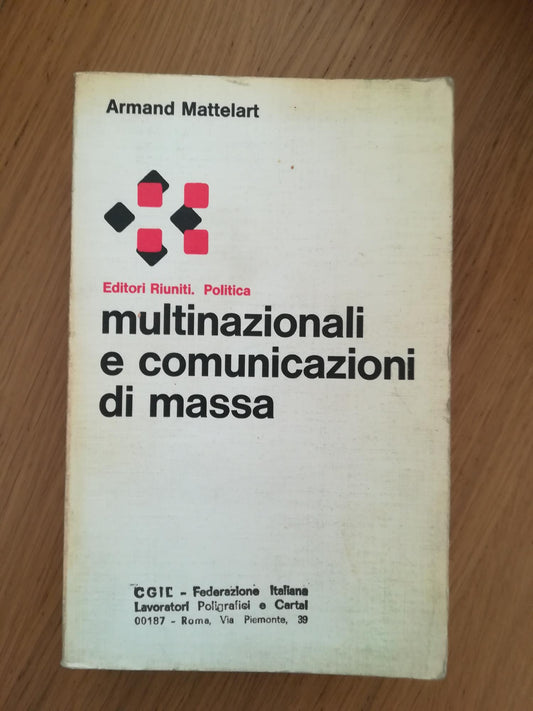 Armand Mattelart
Editori Riuniti. Politica
multinazionali
e comunicazioni
di massa
CGIL - Federazione Italiana
Lavoratori Poligrafici e Cartai
00187 - Roma, Via Piemonte, 39